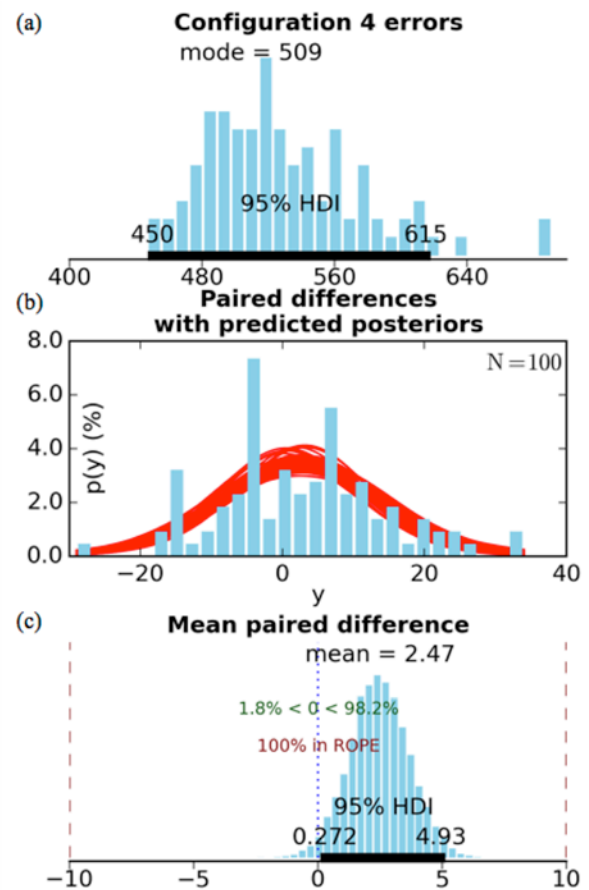 (a)
Configuration 4 errors
mode = 509
95% HDI
450 615
400 480 560 640
(b)
Paired differences
with predicted posteriors
8.0
N=100
6.0
p(y) (%)
4.0
2.0
0.0
−20 0 20 40
y
(c)
Mean paired difference
mean = 2.47
1.8% < 0 < 98.2%
100% in ROPE
95% HDI
0.272 4.93
−10 −5 0 5 10